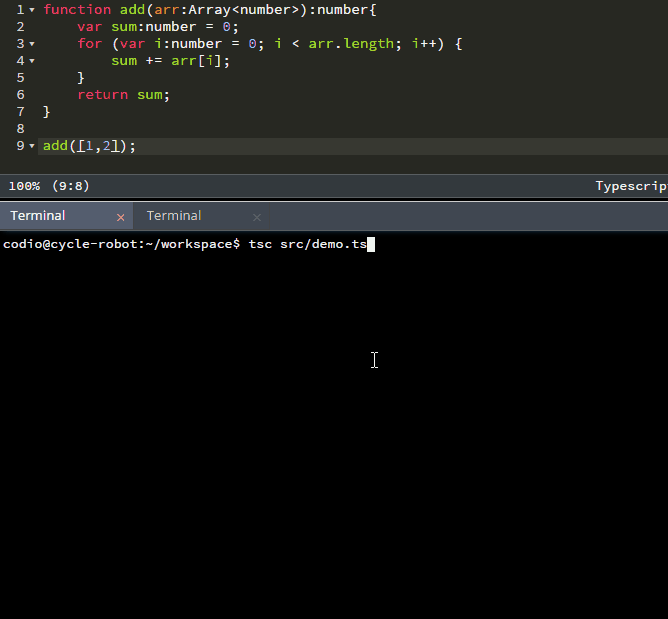 1 function add(arr:Array<number>):number{
2     var sum:number = 0;
3     for (var i:number = 0; i < arr.length; i++) {
4         sum += arr[i];
5     }
6     return sum;
7 }
8
9 add([1,2]);
100% (9:8) Typescrip
Terminal × Terminal ×
codio@cycle-robot:~/workspace$ tsc src/demo.ts